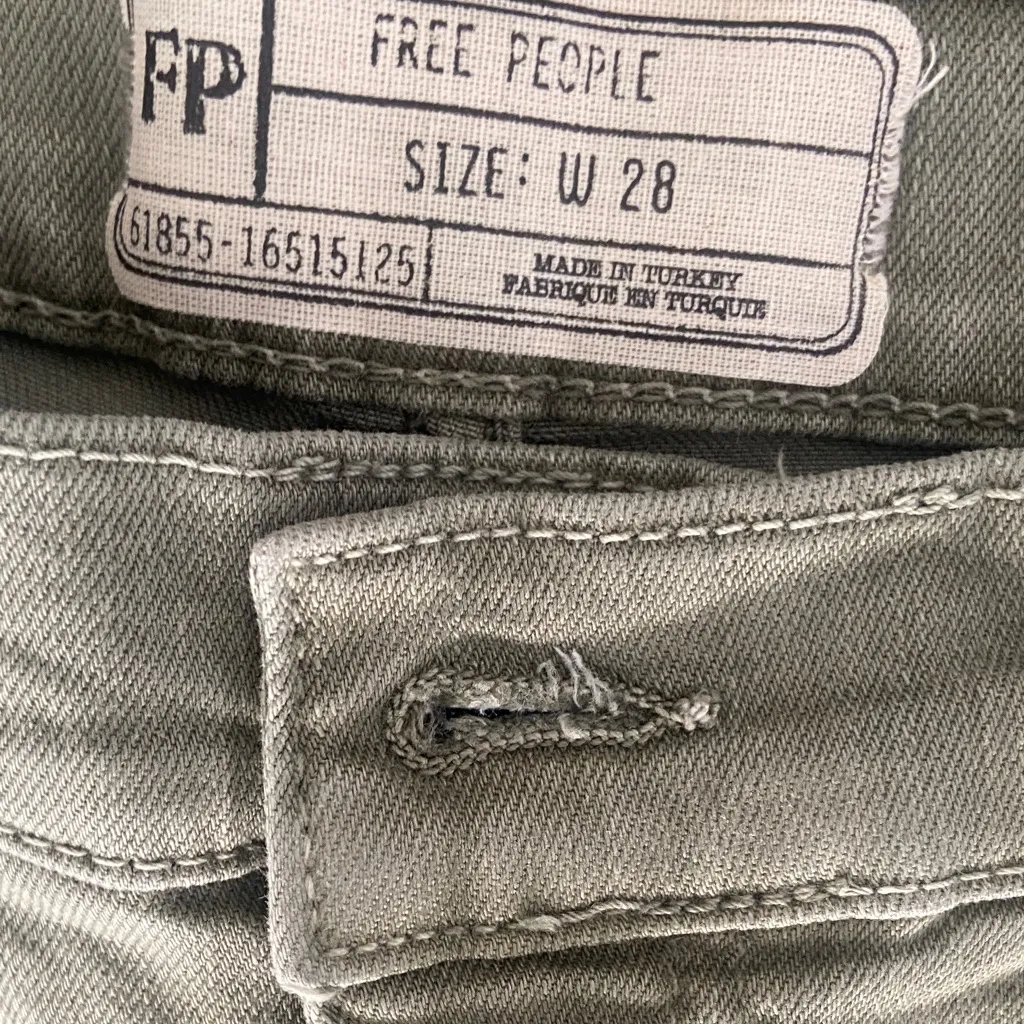 FP
FREE PEOPLE
SIZE: W 28
61855-16515125
MADE IN TURKEY
FABRIQUE EN TURQUIE